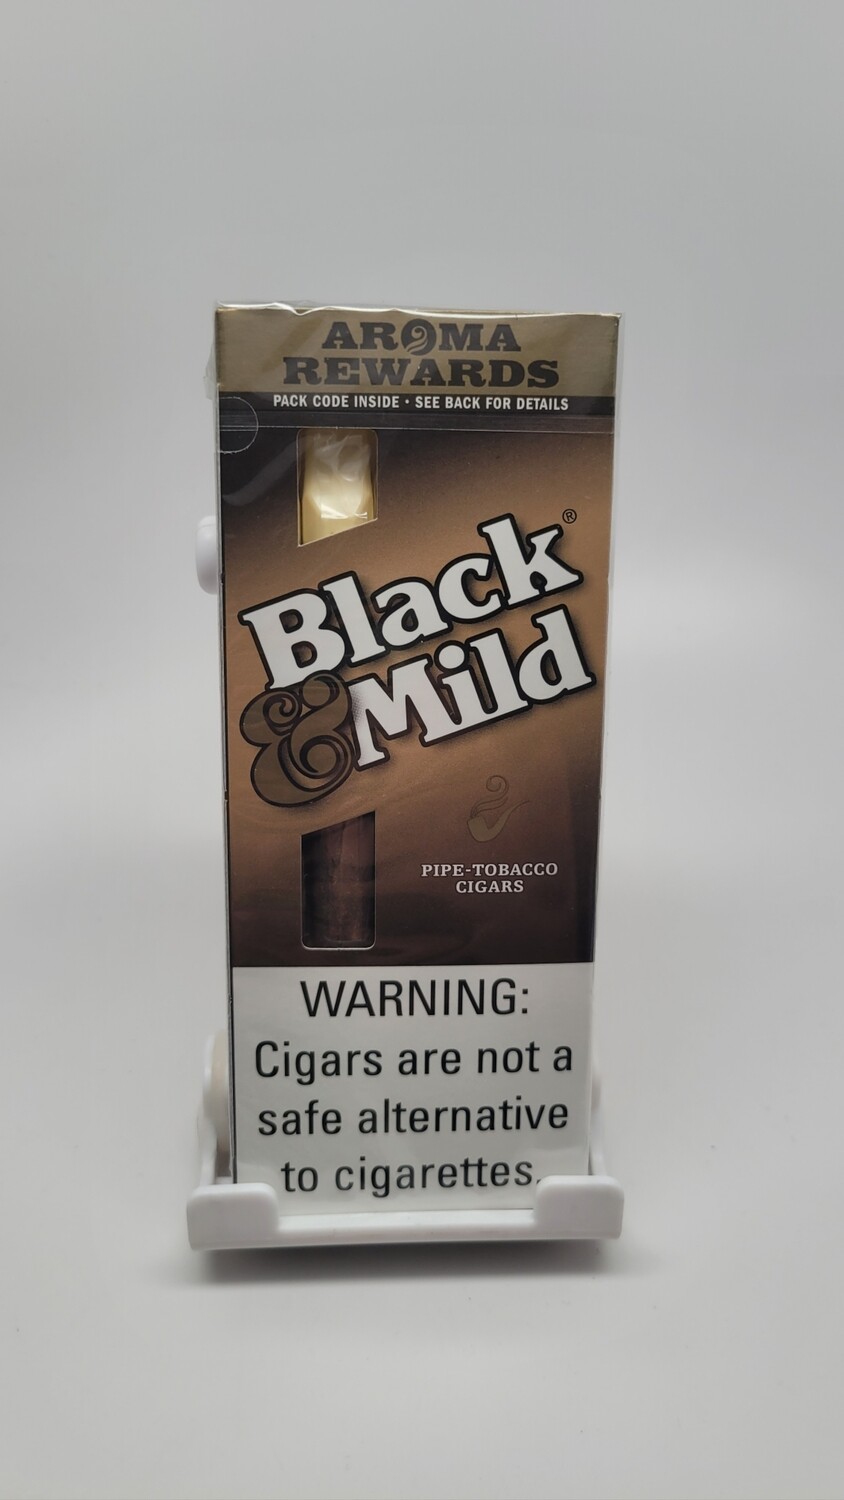 AROMA
REWARDS
PACK CODE INSIDE • SEE BACK FOR DETAILS
Black®
&Mild
PIPE-TOBACCO
CIGARS
WARNING:
Cigars are not a
safe alternative
to cigarettes.